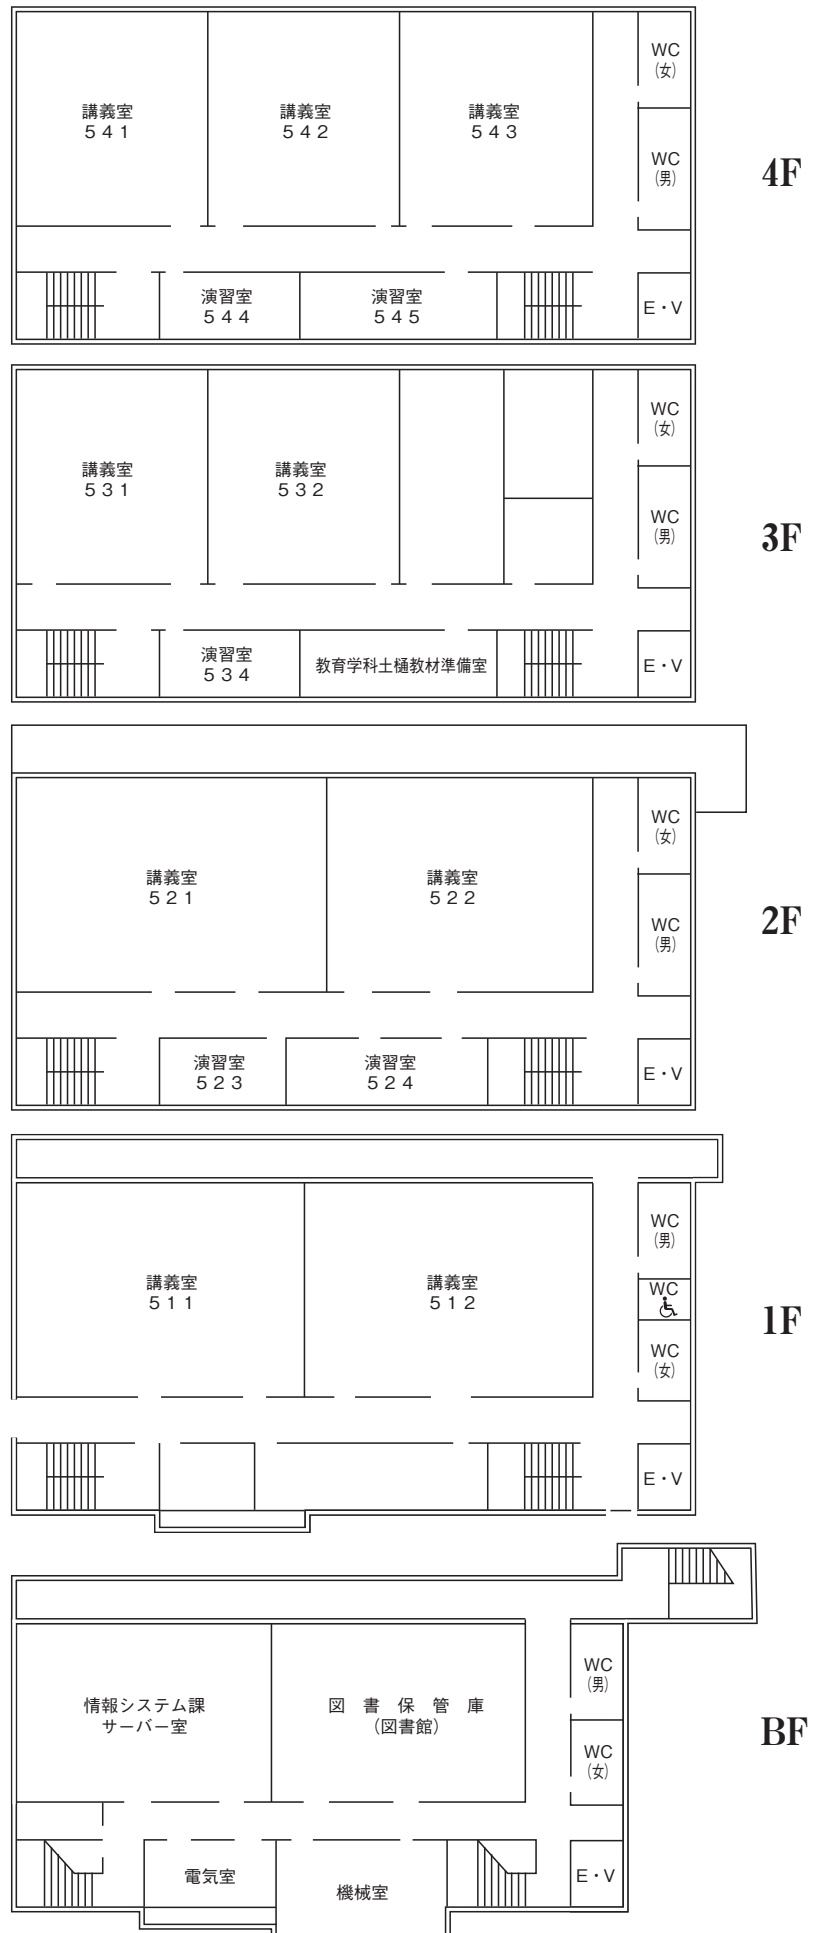 講義室
５４１
講義室
５４２
講義室
５４３
WC
(女)
WC
(男)
4F
演習室
５４４
演習室
５４５
E・V
講義室
５３１
講義室
５３２
WC
(女)
WC
(男)
3F
演習室
５３４
教育学科土樋教材準備室
E・V
講義室
５２１
講義室
５２２
WC
(女)
WC
(男)
2F
演習室
５２３
演習室
５２４
E・V
講義室
５１１
講義室
５１２
WC
(男)
WC
WC
(女)
1F
E・V
情報システム課
サーバー室
図　書　保　管　庫
（図書館）
WC
(男)
WC
(女)
BF
電気室
機械室
E・V